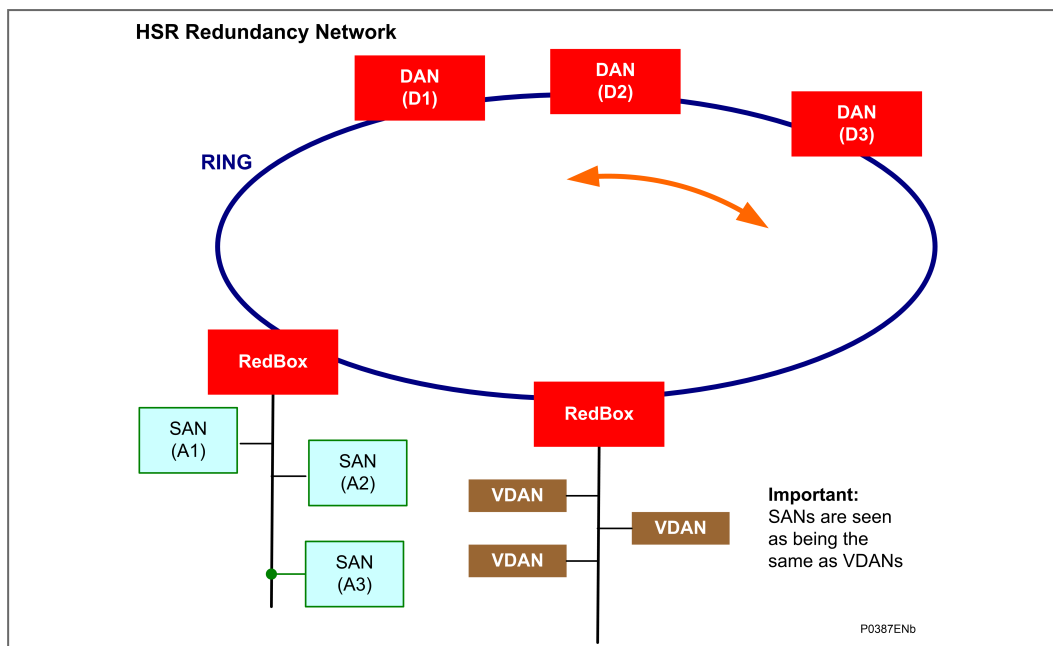 HSR Redundancy Network
DAN
(D1)
DAN
(D2)
DAN
(D3)
RING
RedBox
RedBox
SAN
(A1)
SAN
(A2)
SAN
(A3)
VDAN
VDAN
VDAN
Important:
SANs are seen
as being the
same as VDANs
P0387ENb